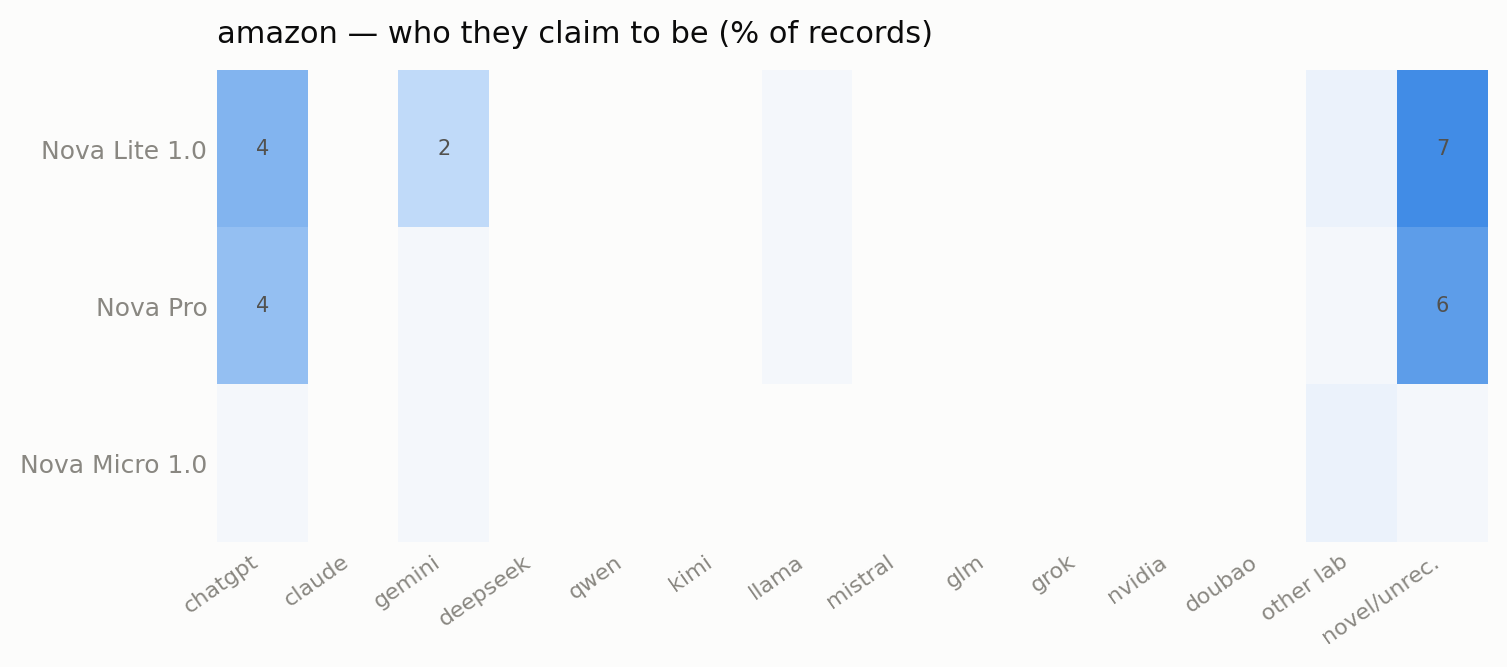 amazon — who they claim to be (% of records)
Nova Lite 1.0 4 2 7
Nova Pro 4 6
Nova Micro 1.0
chatgpt claude gemini deepseek qwen kimi llama mistral glm grok nvidia doubao other lab novel/unrec.